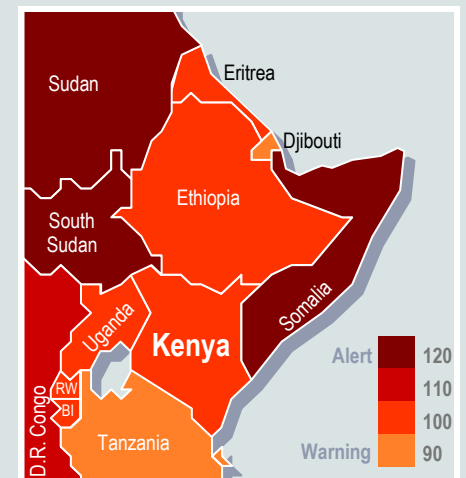 Sudan
Eritrea
Djibouti
Ethiopia
South
Sudan
Somalia
Uganda
Kenya
Alert
120
110
100
Warning
90
RW
BI
D.R. Congo
Tanzania